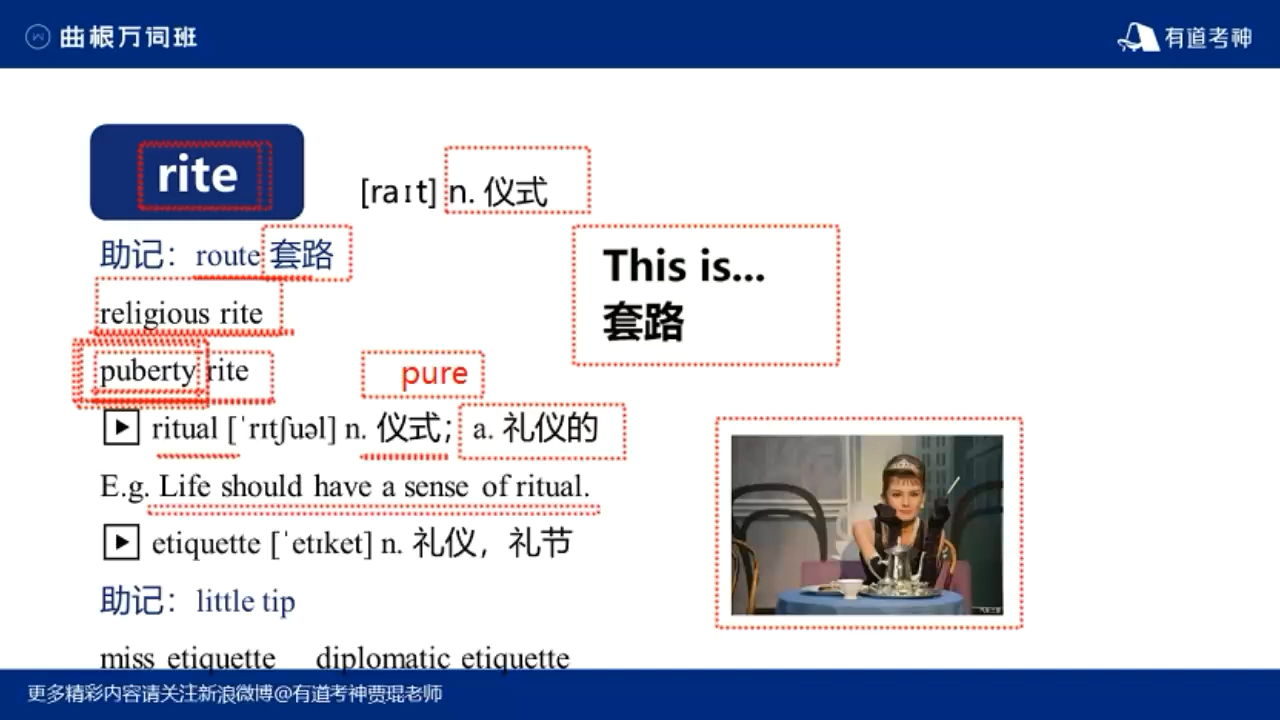 曲根万词班
有道考神
rite
[raɪt] n. 仪式
助记：route 套路
This is...
套路
religious rite
puberty rite
pure
ritual [ˈrɪtʃuəl] n. 仪式；a. 礼仪的
E.g. Life should have a sense of ritual.
etiquette [ˈetɪket] n. 礼仪，礼节
助记：little tip
miss etiquette diplomatic etiquette
更多精彩内容请关注新浪微博@有道考神贾琨老师